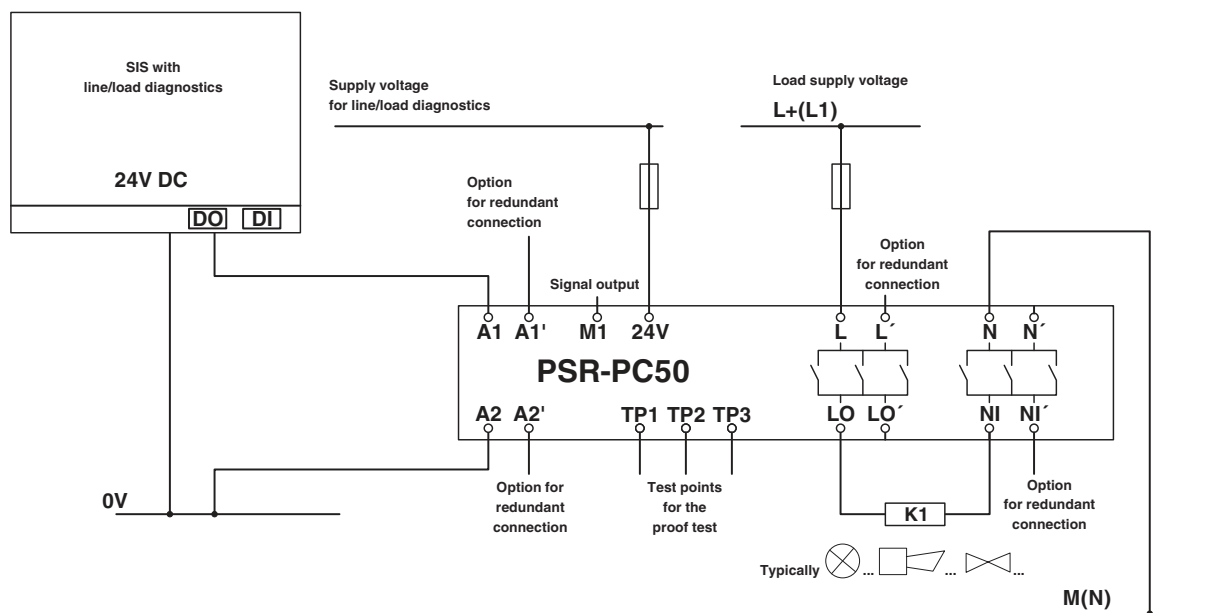 SIS with
line/load diagnostics
24V DC
DO DI
Supply voltage
for line/load diagnostics
Load supply voltage
L+(L1)
Option
for redundant
connection
Option
for redundant
connection
Signal output
A1 A1' M1 24V L L´ N N´
PSR-PC50
A2 A2' TP1 TP2 TP3 LO LO´ NI NI´
0V
Option for
redundant
connection
Test points
for the
proof test
K1
Option
for redundant
connection
Typically ... ... ...
M(N)